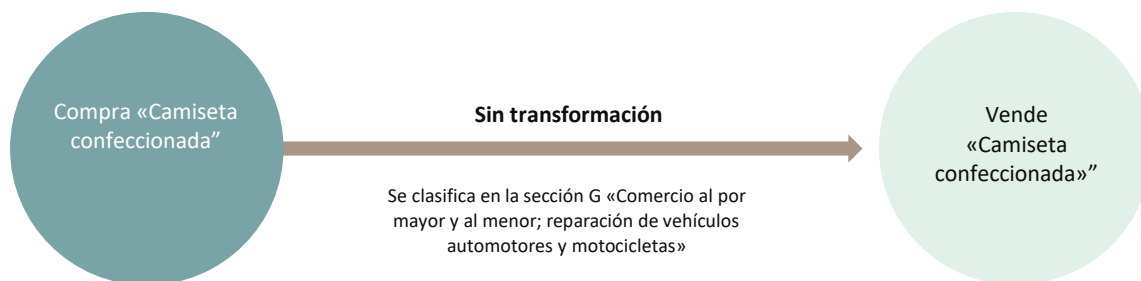 Compra «Camiseta
confeccionada”
Sin transformación
Se clasifica en la sección G «Comercio al por
mayor y al menor; reparación de vehículos
automotores y motocicletas»
Vende
«Camiseta
confeccionada»”